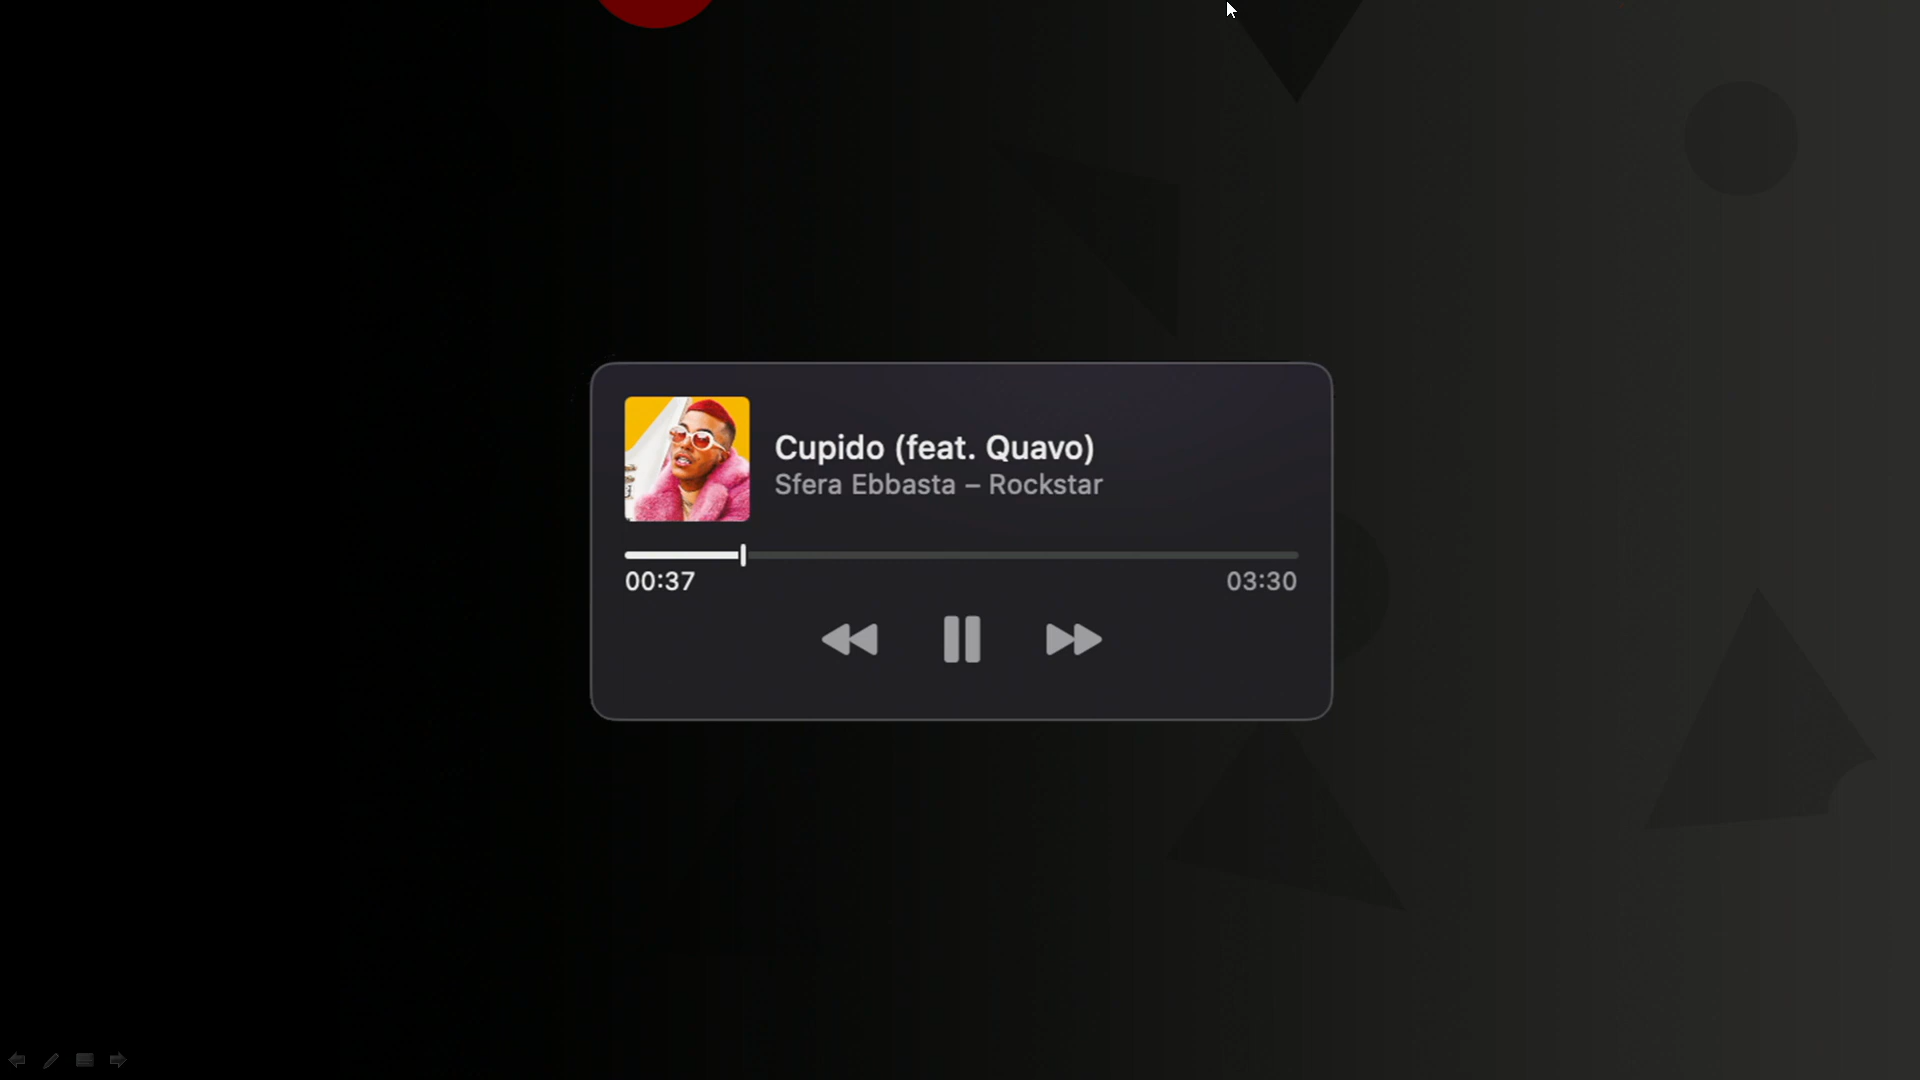 Cupido (feat. Quavo)
Sfera Ebbasta – Rockstar
00:37
03:30